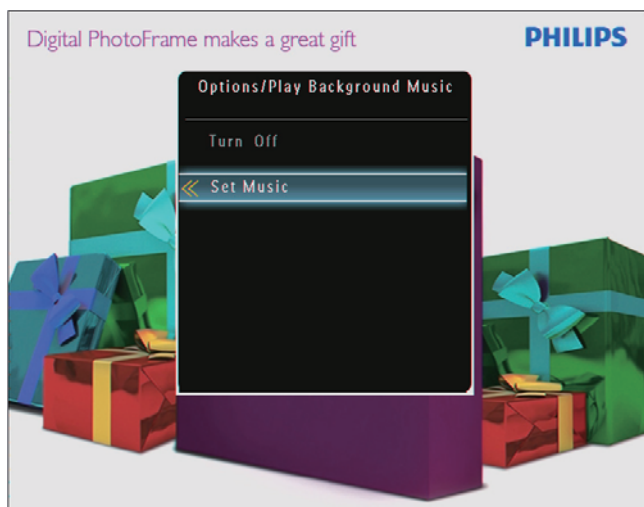 Digital PhotoFrame makes a great gift
PHILIPS
Options/Play Background Music
Turn Off
Set Music